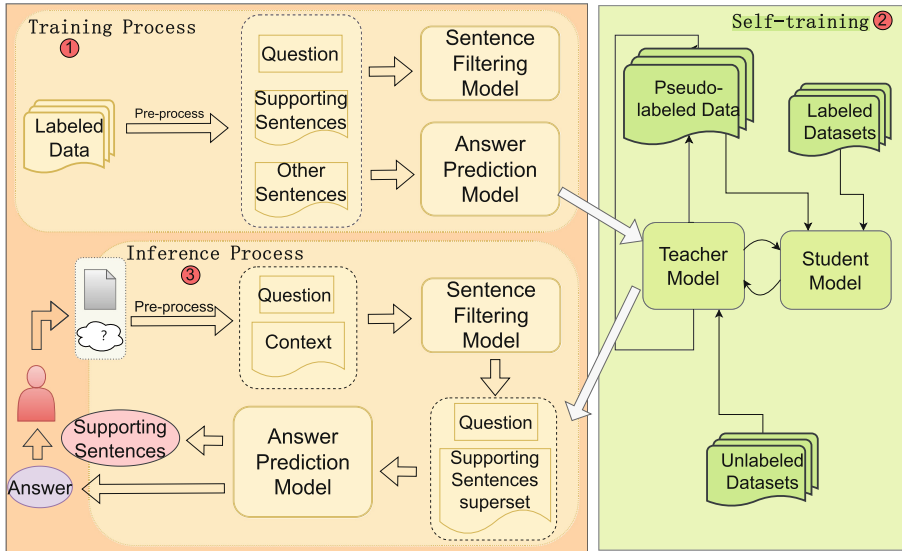 Training Process
1
Labeled
Data
Pre-process
Question
Supporting
Sentences
Other
Sentences
Sentence
Filtering
Model
Answer
Prediction
Model
Self-training 2
Pseudo-
labeled Data
Labeled
Datasets
Teacher
Model
Student
Model
Unlabeled
Datasets
Inference Process
3
?
Pre-process
Question
Context
Sentence
Filtering
Model
Question
Supporting
Sentences
superset
Answer
Prediction
Model
Supporting
Sentences
Answer